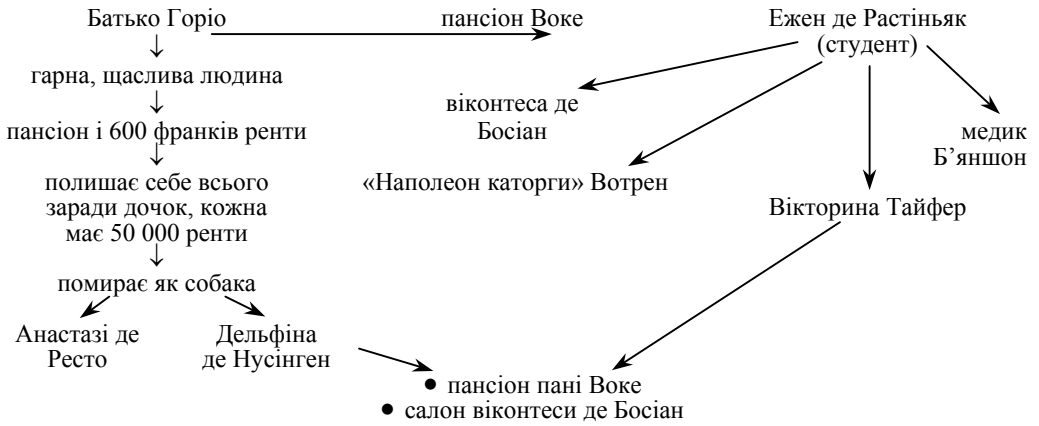 Батько Горіо
пансіон Воке
Ежен де Растіньяк
(студент)
гарна, щаслива людина
віконтеса де
Босіан
медик
Б’яншон
пансіон і 600 франків ренти
«Наполеон каторги» Вотрен
полишає себе всього
заради дочок, кожна
має 50 000 ренти
Вікторина Тайфер
помирає як собака
Анастазі де
Ресто
Дельфіна
де Нусінген
● пансіон пані Воке
● салон віконтеси де Босіан